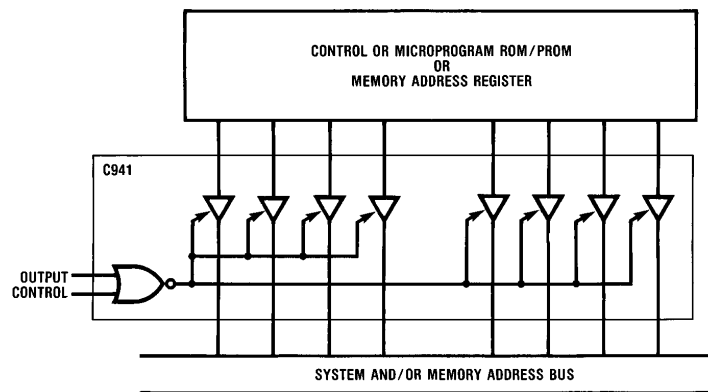 CONTROL OR MICROPROGRAM ROM/PROM
OR
MEMORY ADDRESS REGISTER
C941
OUTPUT
CONTROL
SYSTEM AND/OR MEMORY ADDRESS BUS